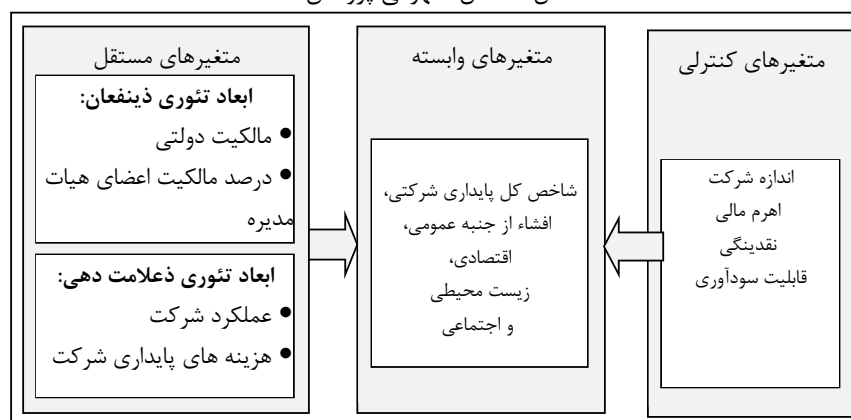 متغیرهای مستقل
ابعاد تئوری ذینفعان:
● مالکیت دولتی
● درصد مالکیت اعضای هیات
مدیره
ابعاد تئوری ذعلامت دهی:
● عملکرد شرکت
● هزینه های پایداری شرکت
متغیرهای وابسته
شاخص کل پایداری شرکتی،
افشاء از جنبه عمومی،
اقتصادی،
زیست محیطی
و اجتماعی
متغیرهای کنترلی
اندازه شرکت
اهرم مالی
نقدینگی
قابلیت سودآوری